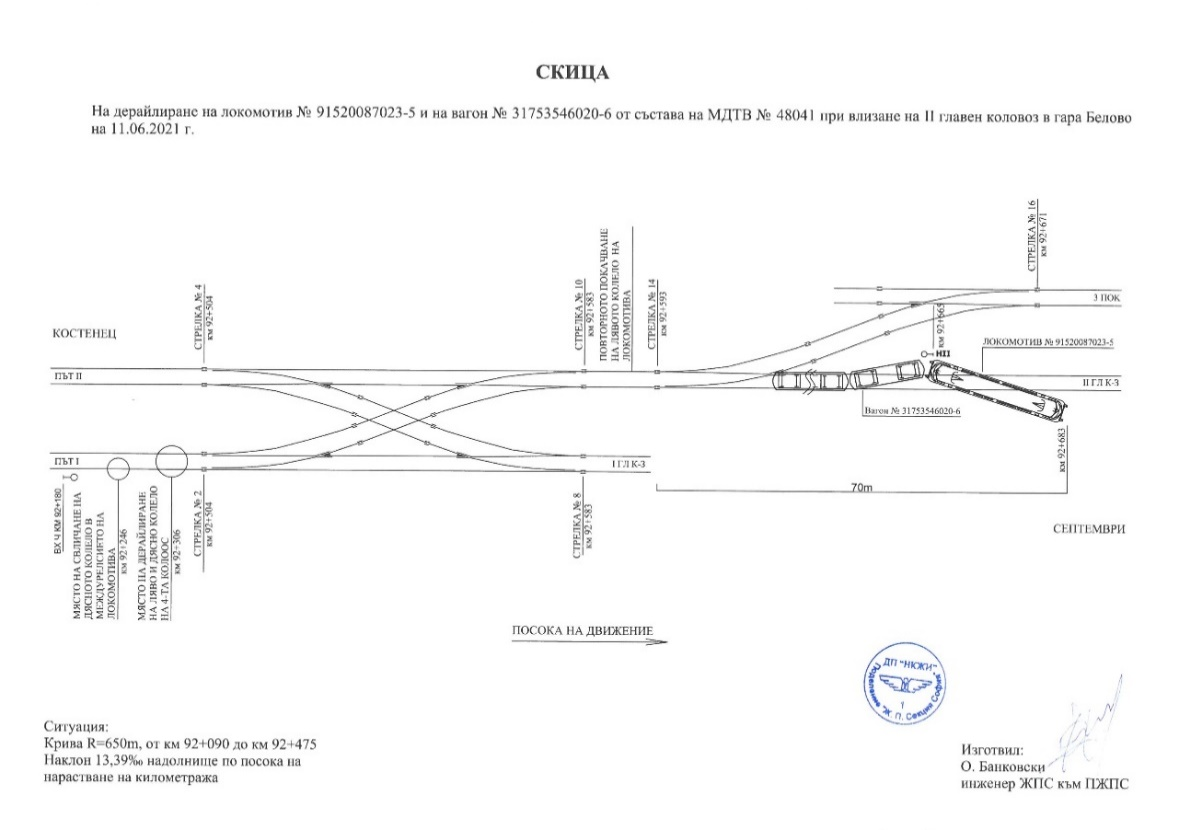 СКИЦА
На дерайлиране на локомотив № 91520087023-5 и на вагон № 31753546020-6 от състава на МДТВ № 48041 при влизане на II главен коловоз в гара Белово
на 11.06.2021 г.
КОСТЕНЕЦ
СТРЕЛКА № 4
км 92+504
СТРЕЛКА № 10
км 92+583
ПОВТОРНОТО ПОКАЧВАНЕ
НА ЛЯВОТО КОЛЕЛО НА
ЛОКОМОТИВА
СТРЕЛКА № 14
км 92+593
СТРЕЛКА № 16
км 92+671
3 ПОК
км 92+665
НII
ЛОКОМОТИВ № 91520087023-5
ПЪТ II
II ГЛ К-З
Вагон № 31753546020-6
км 92+683
ПЪТ I
I ГЛ К-З
70m
ВХ Ч КМ 92+180
МЯСТО НА СВЛИЧАНЕ НА
ДЯСНОТО КОЛЕЛО В
МЕЖДУРЕЛСИЕТО НА
ЛОКОМОТИВА
км 92+246
МЯСТО НА ДЕРАЙЛИРАНЕ
НА ЛЯВО И ДЯСНО КОЛЕЛО
НА 4-ТА КОЛООС
км 92+306
СТРЕЛКА № 2
км 92+504
СТРЕЛКА № 8
км 92+583
СЕПТЕМВРИ
ПОСОКА НА ДВИЖЕНИЕ
ДП "НКЖИ"
Поделение "Ж. П. Секция София"
1
Ситуация:
Крива R=650m, от км 92+090 до км 92+475
Наклон 13,39‰ надолнище по посока на
нарастване на километража
Изготвил:
О. Банковски
инженер ЖПС към ПЖПС